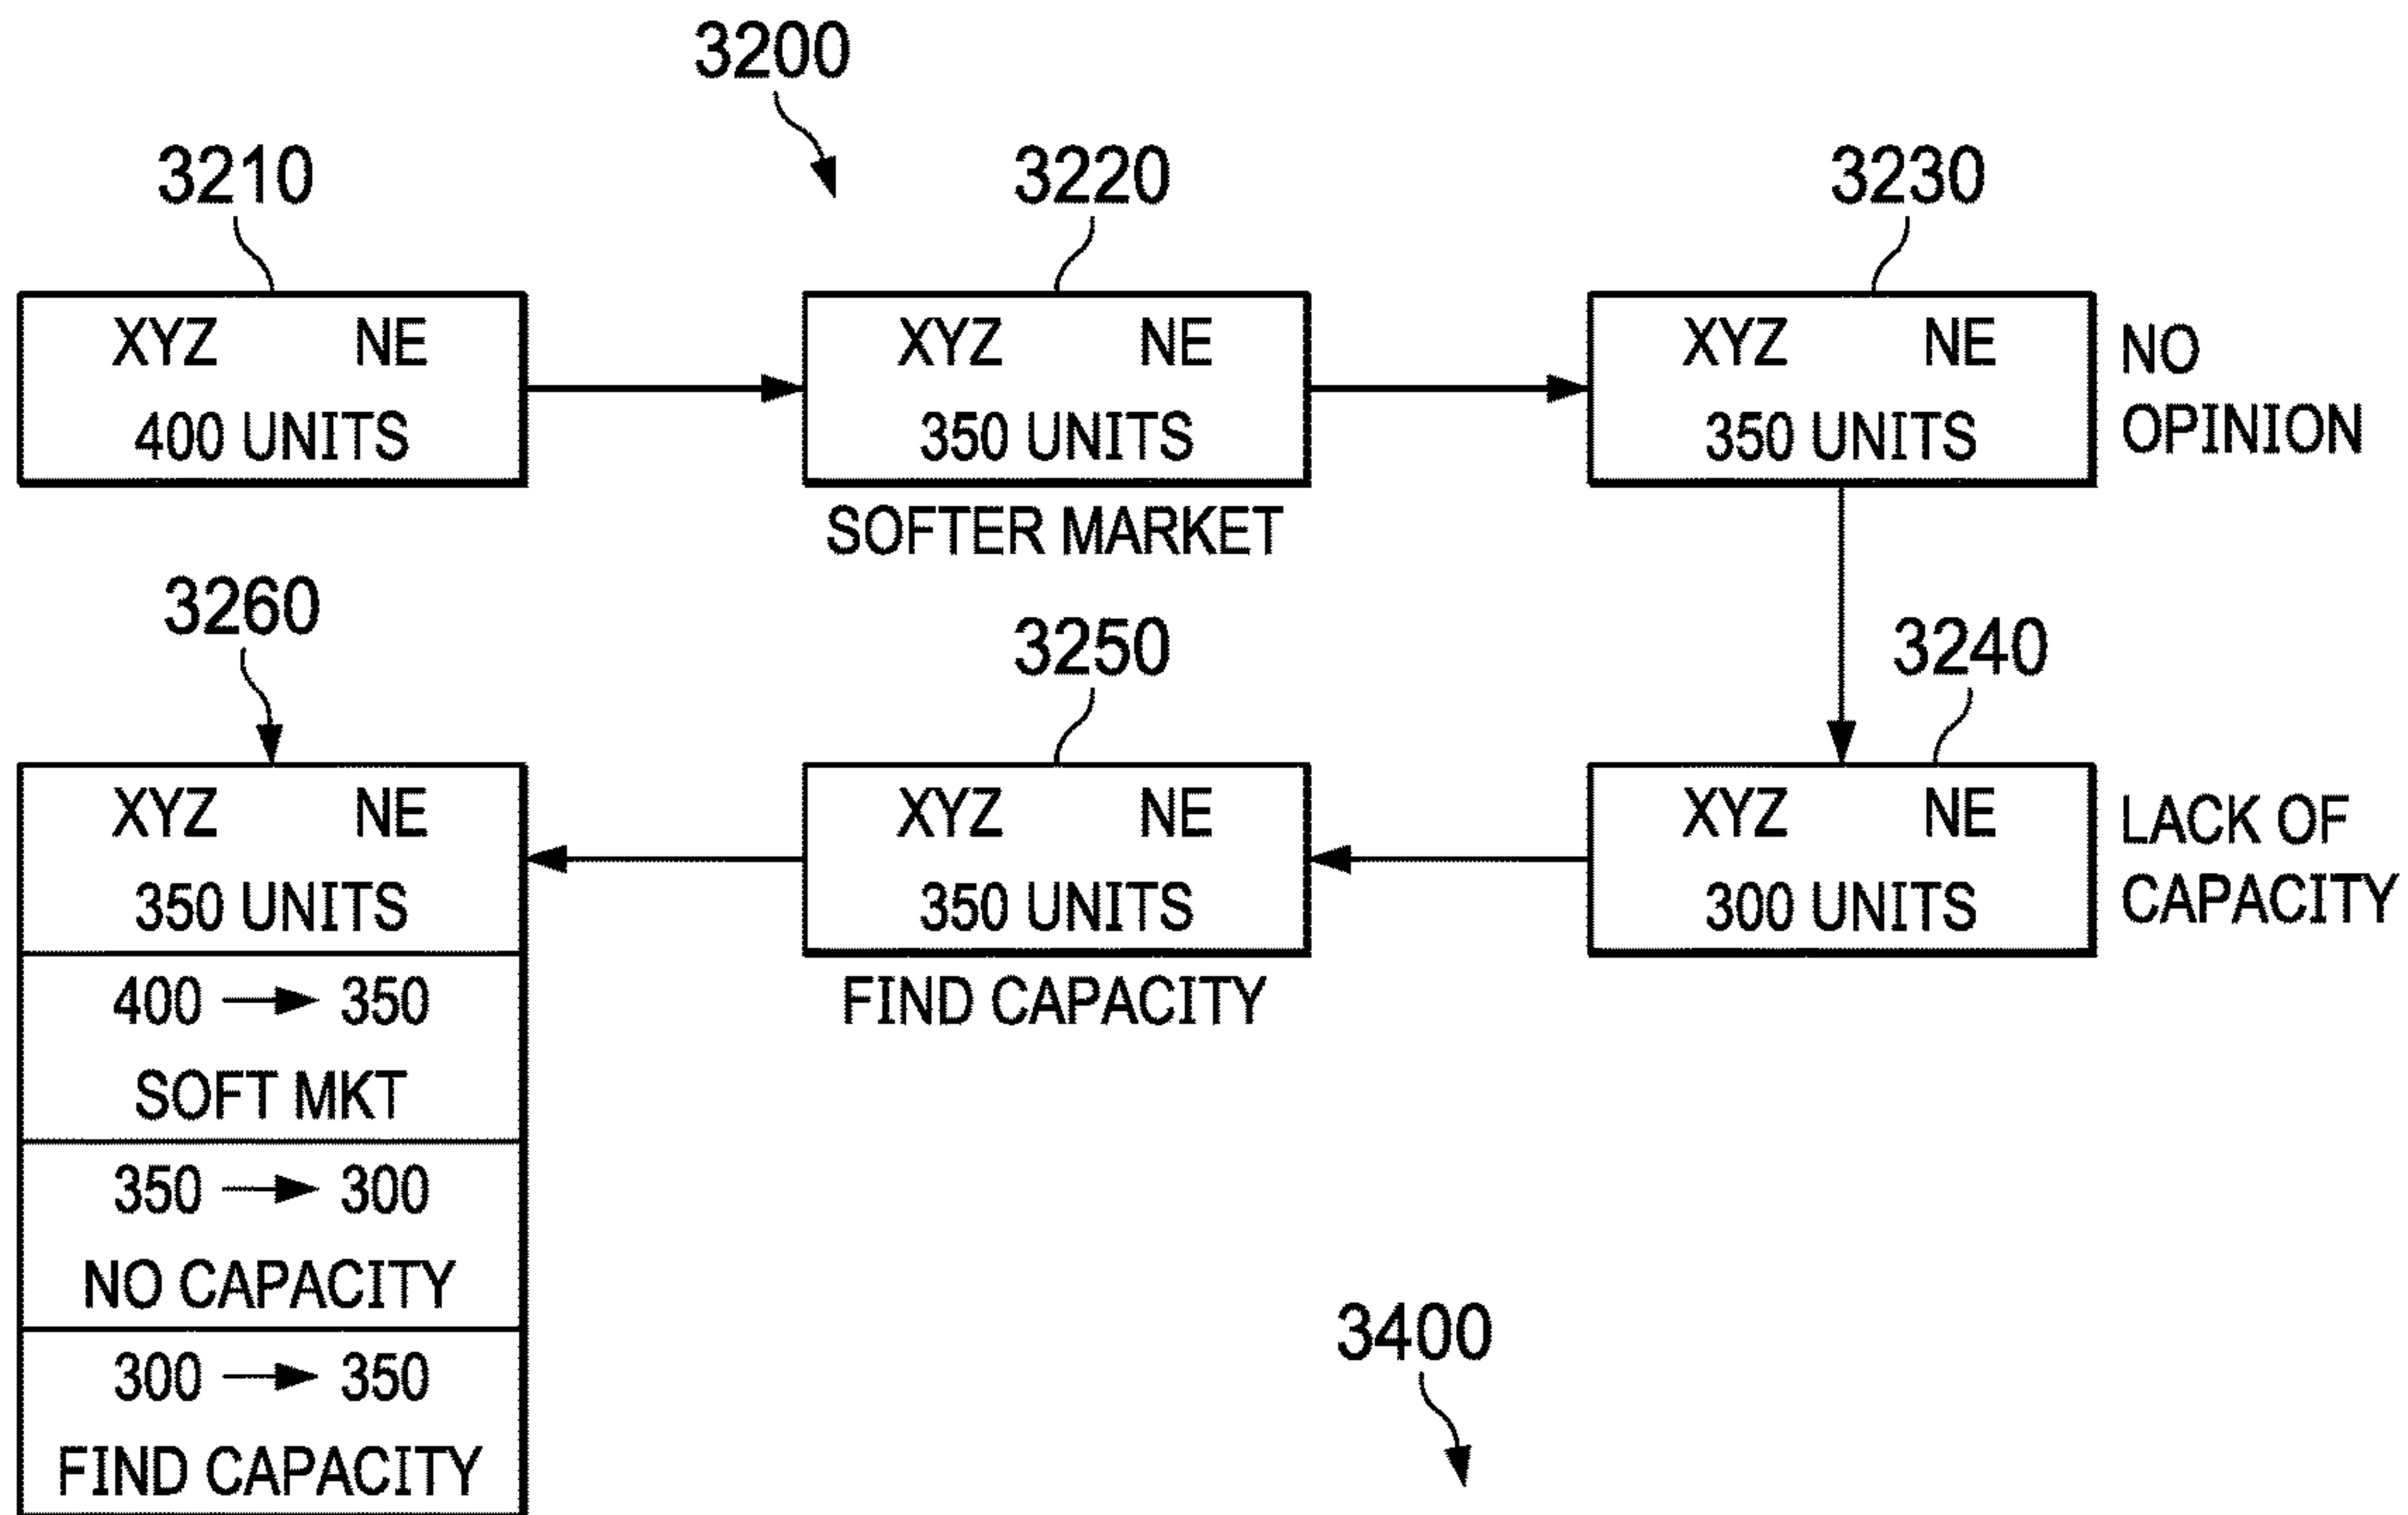 3200
3210
3220
3230
XYZ NE
400 UNITS
XYZ NE
350 UNITS
SOFTER MARKET
XYZ NE
350 UNITS
NO
OPINION
3260
3250
3240
XYZ NE
350 UNITS
400 → 350
SOFT MKT
350 → 300
NO CAPACITY
300 → 350
FIND CAPACITY
XYZ NE
350 UNITS
FIND CAPACITY
XYZ NE
300 UNITS
LACK OF
CAPACITY
3400